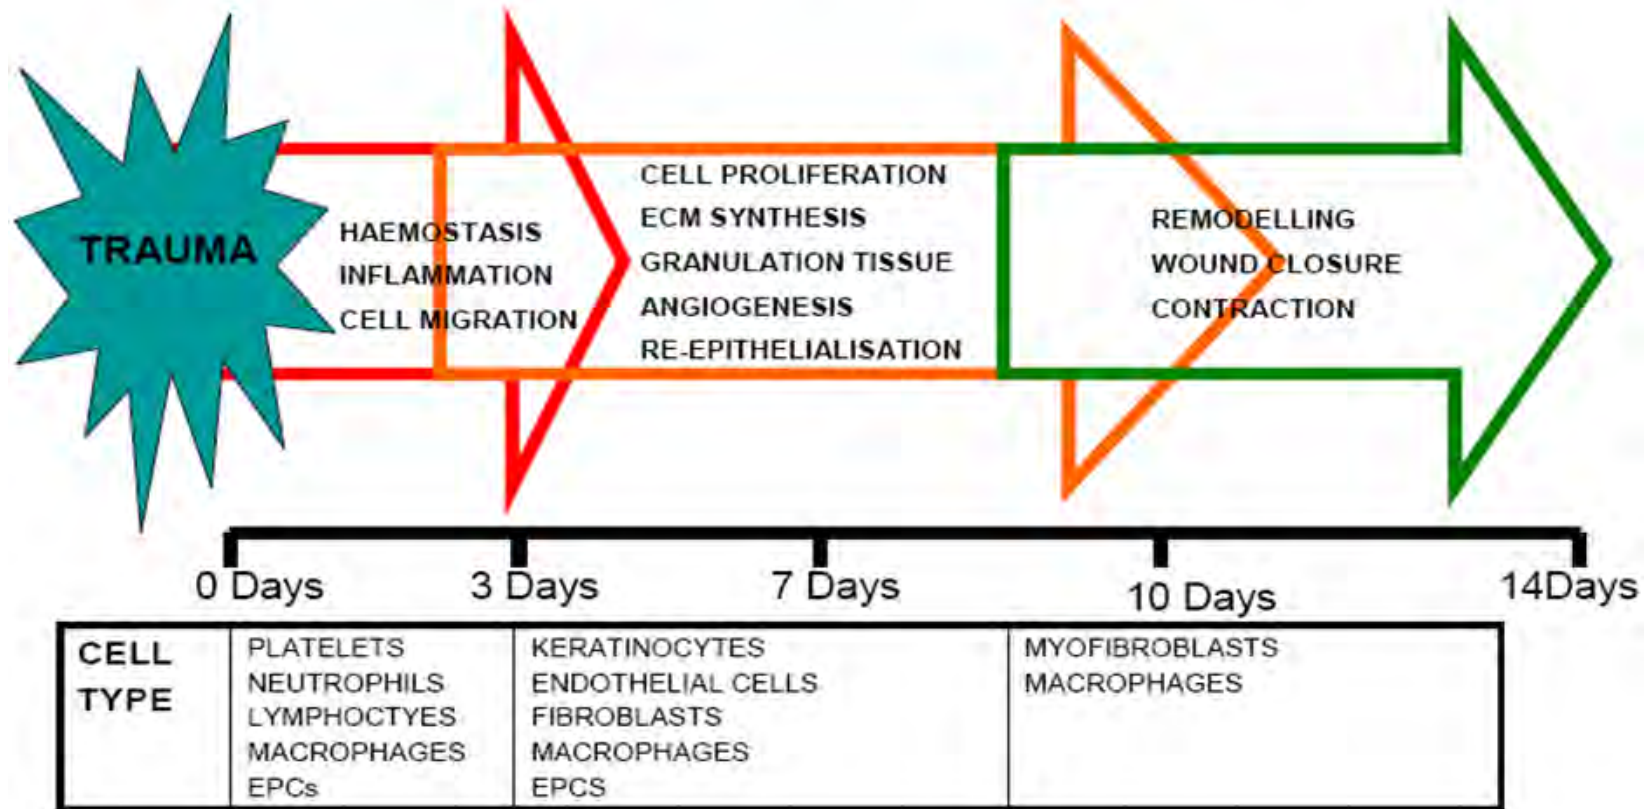 TRAUMA
HAEMOSTASIS
INFLAMMATION
CELL MIGRATION
CELL PROLIFERATION
ECM SYNTHESIS
GRANULATION TISSUE
ANGIOGENESIS
RE-EPITHELIALISATION
REMODELLING
WOUND CLOSURE
CONTRACTION
0 Days
3 Days
7 Days
10 Days
14Days
CELL
TYPE
PLATELETS
NEUTROPHILS
LYMPHOCTYES
MACROPHAGES
EPCs
KERATINOCYTES
ENDOTHELIAL CELLS
FIBROBLASTS
MACROPHAGES
EPCS
MYOFIBROBLASTS
MACROPHAGES